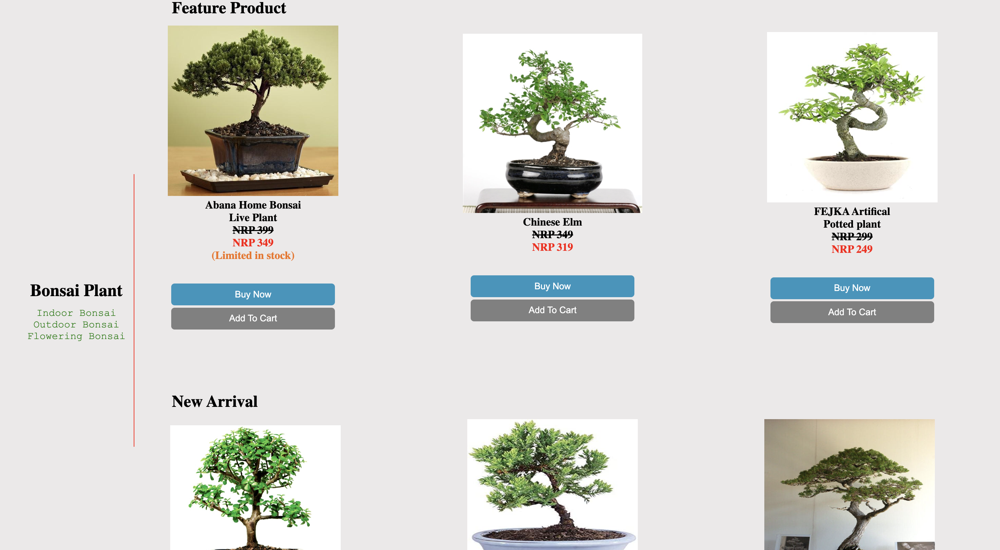 Feature Product
Abana Home Bonsai
Live Plant
NRP 399
NRP 349
(Limited in stock)
Buy Now
Add To Cart
Chinese Elm
NRP 349
NRP 319
Buy Now
Add To Cart
FEJKA Artifical
Potted plant
NRP 299
NRP 249
Buy Now
Add To Cart
Bonsai Plant
Indoor Bonsai
Outdoor Bonsai
Flowering Bonsai
New Arrival